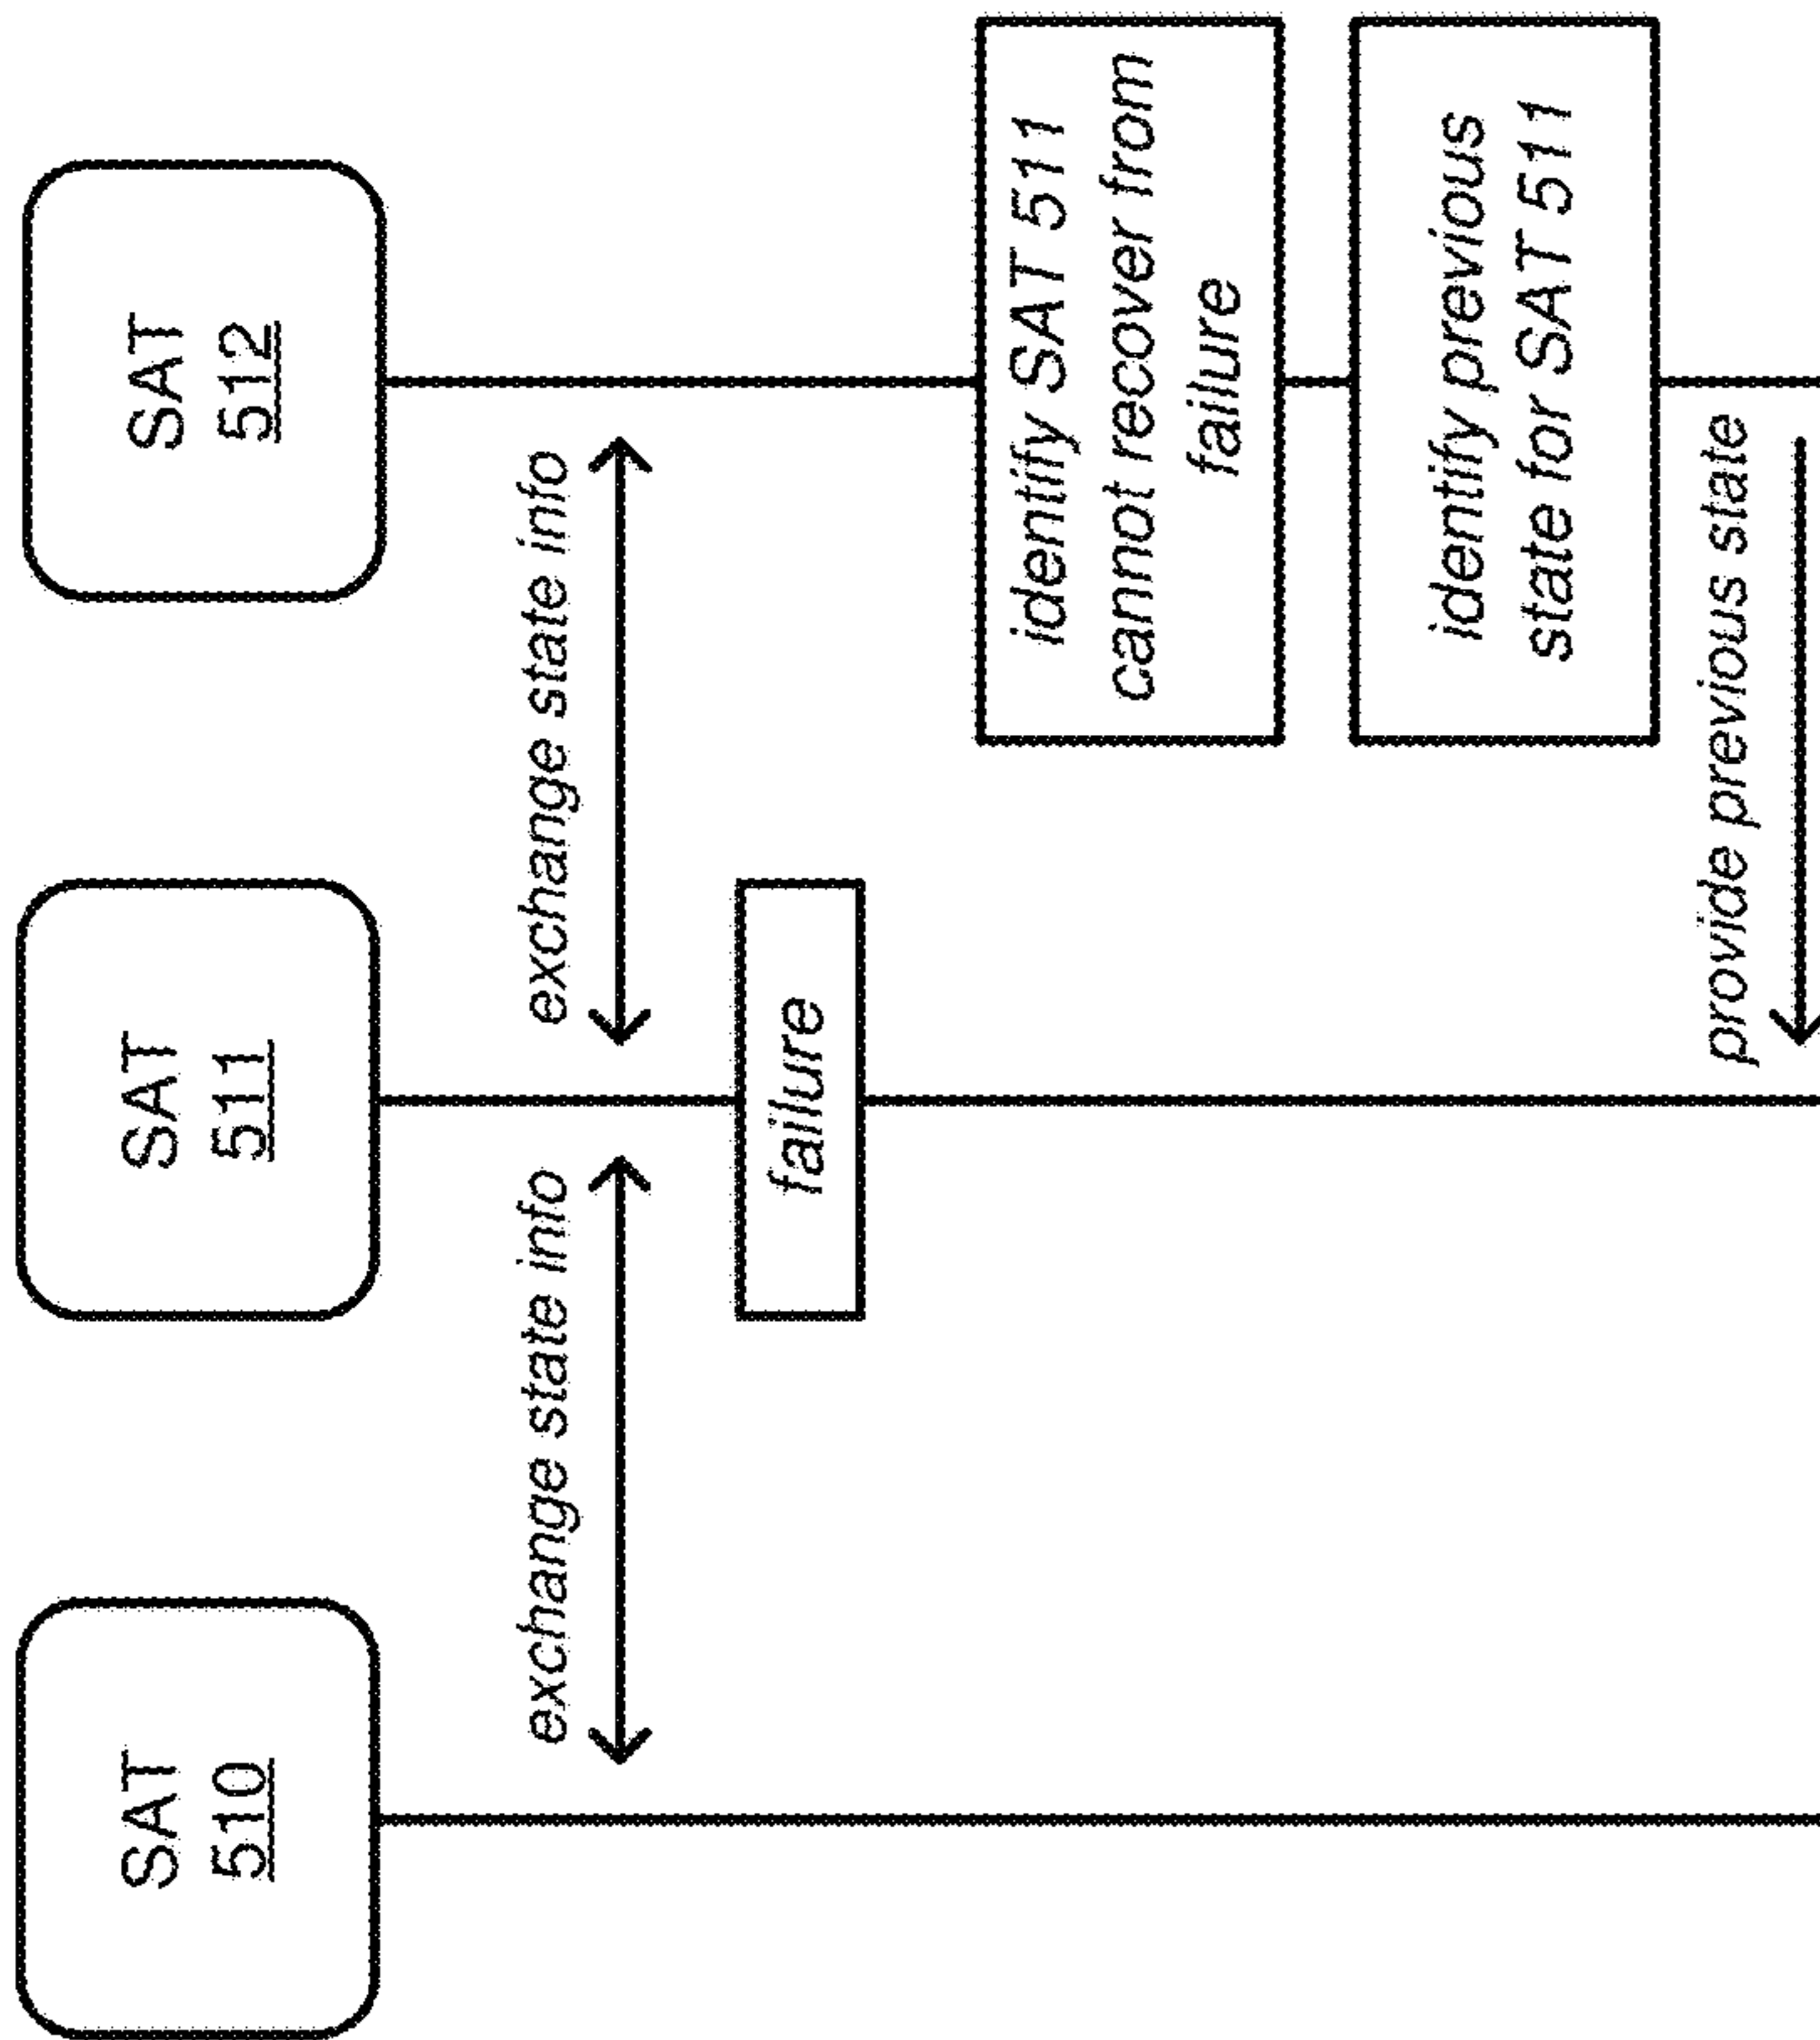 SAT
510
SAT
511
SAT
512
exchange state info
exchange state info
failure
identify SAT 511
cannot recover from
failure
identify previous
state for SAT 511
provide previous state